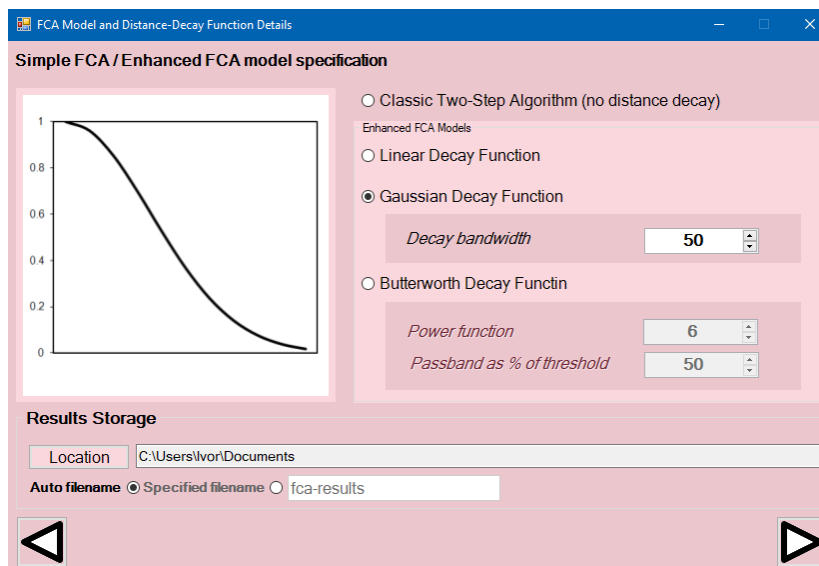 FCA Model and Distance-Decay Function Details
Simple FCA / Enhanced FCA model specification
Classic Two-Step Algorithm (no distance decay)
Enhanced FCA Models
Linear Decay Function
Gaussian Decay Function
Decay bandwidth 50
Butterworth Decay Functin
Power function 6
Passband as % of threshold 50
1
0.8
0.6
0.4
0.2
0
Results Storage
Location C:\Users\Ivor\Documents
Auto filename Specified filename fca-results